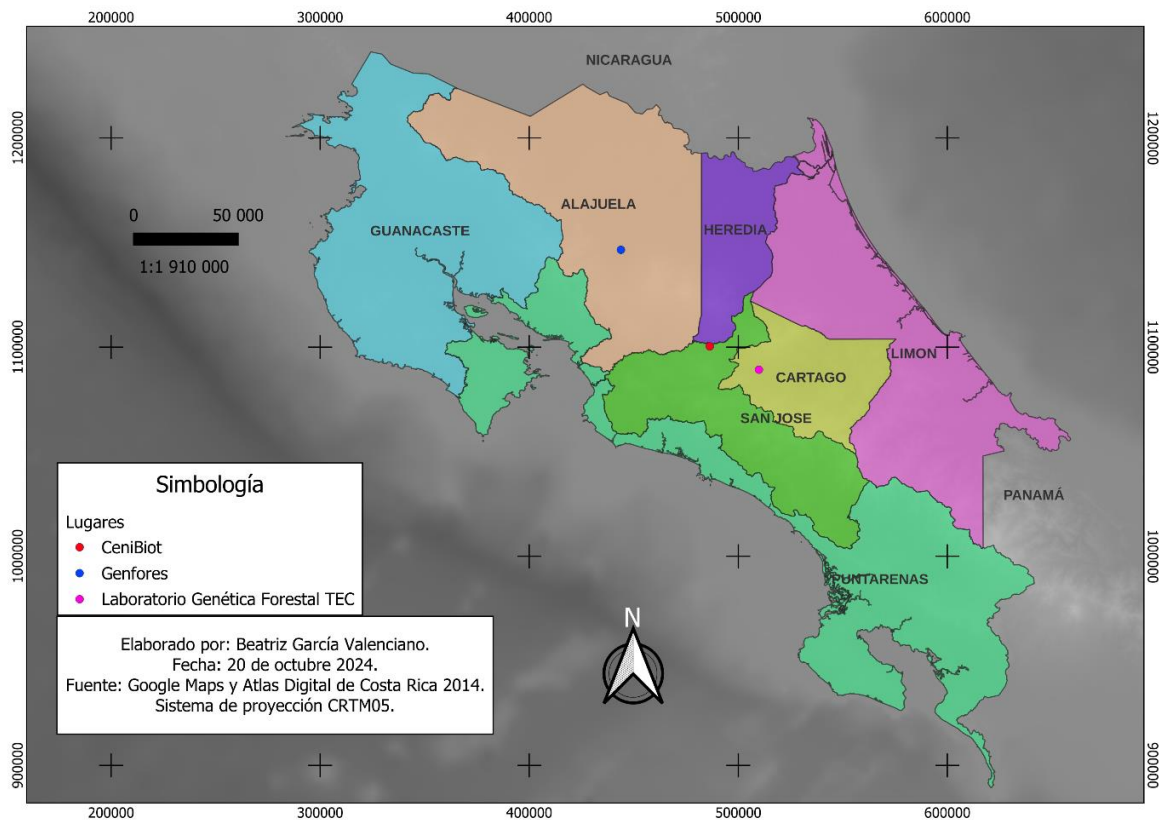 200000 300000 400000 500000 600000
NICARAGUA
1200000 1200000
ALAJUELA
0 50 000
GUANACASTE HEREDIA
1:1 910 000
1100000 1100000
LIMON
CARTAGO
SAN JOSE
Simbología
PANAMÁ
Lugares
CeniBiot
1000000 1000000
Genfores
PUNTARENAS
Laboratorio Genética Forestal TEC
N
Elaborado por: Beatriz García Valenciano.
Fecha: 20 de octubre 2024.
Fuente: Google Maps y Atlas Digital de Costa Rica 2014.
Sistema de proyección CRTM05.
900000 900000
200000 300000 400000 500000 600000